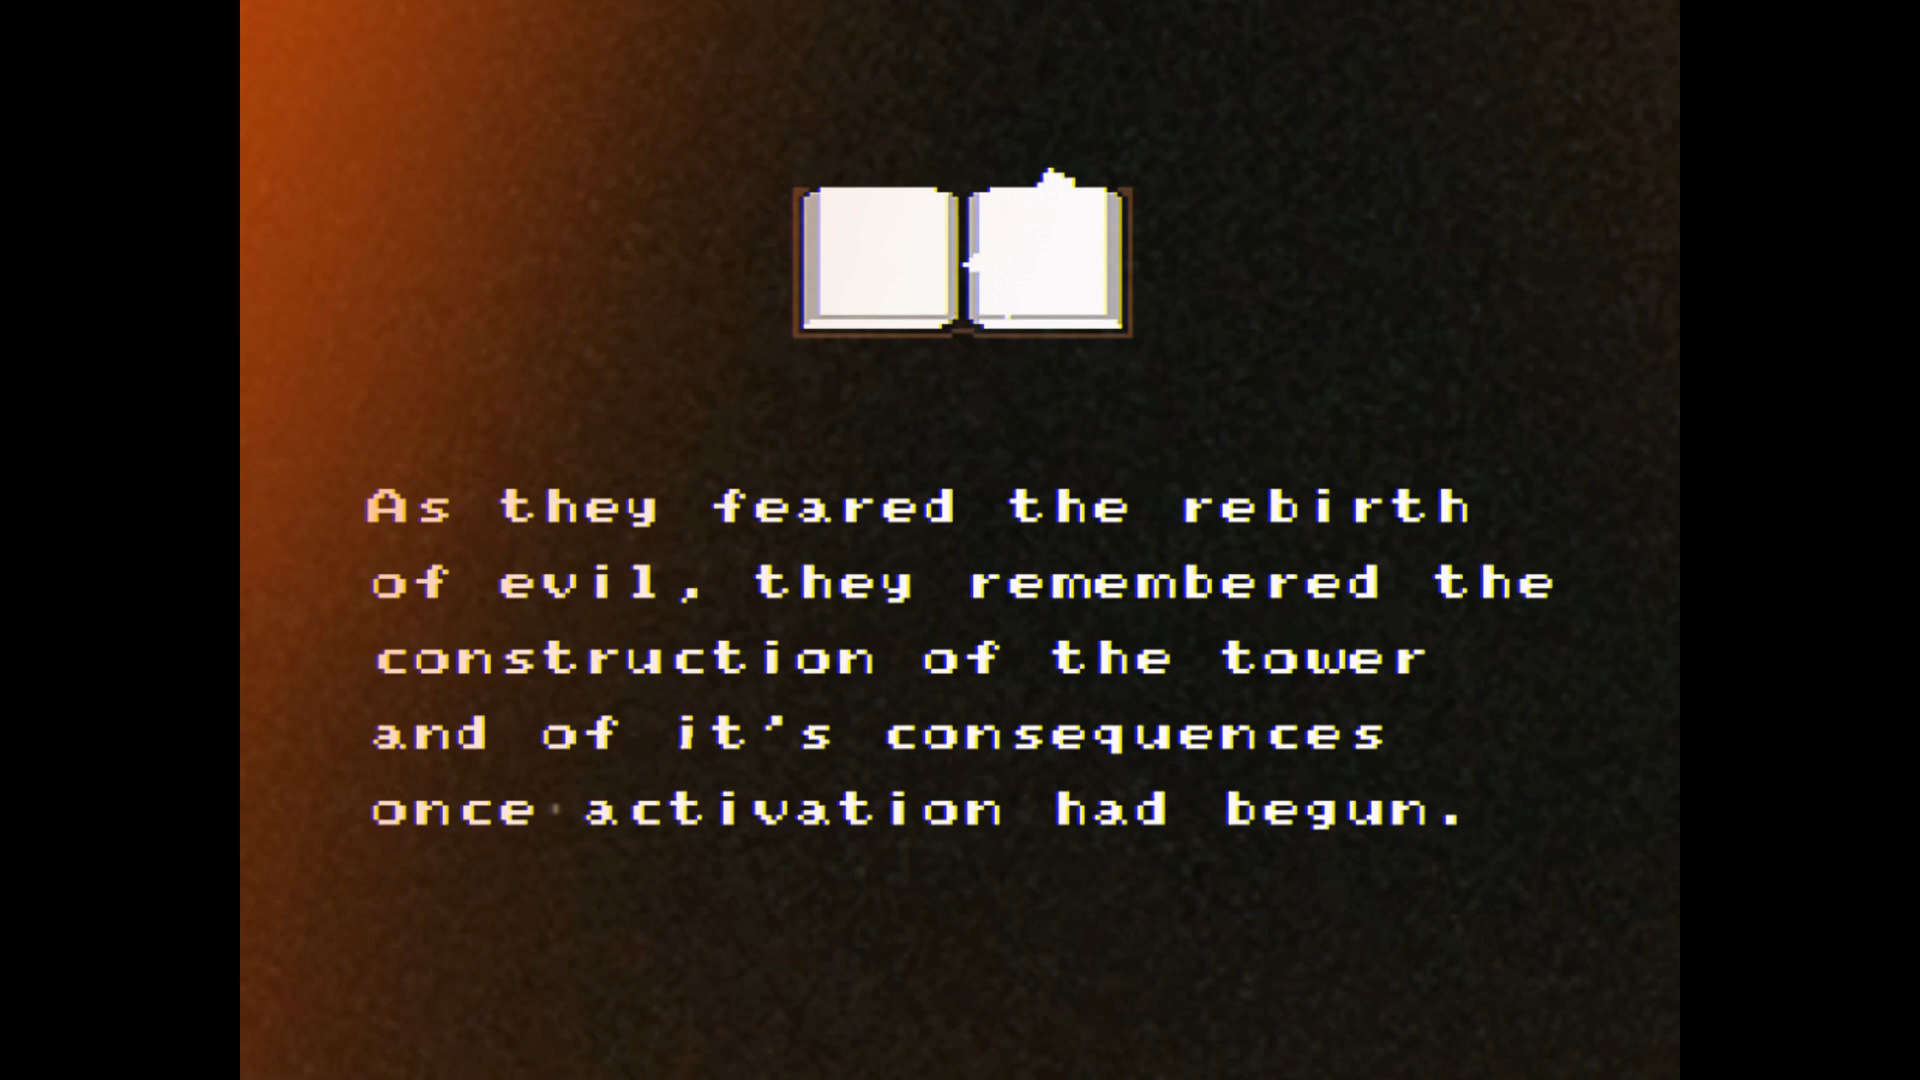 As they feared the rebirth
of evil, they remembered the
construction of the tower
and of it's consequences
once activation had begun.